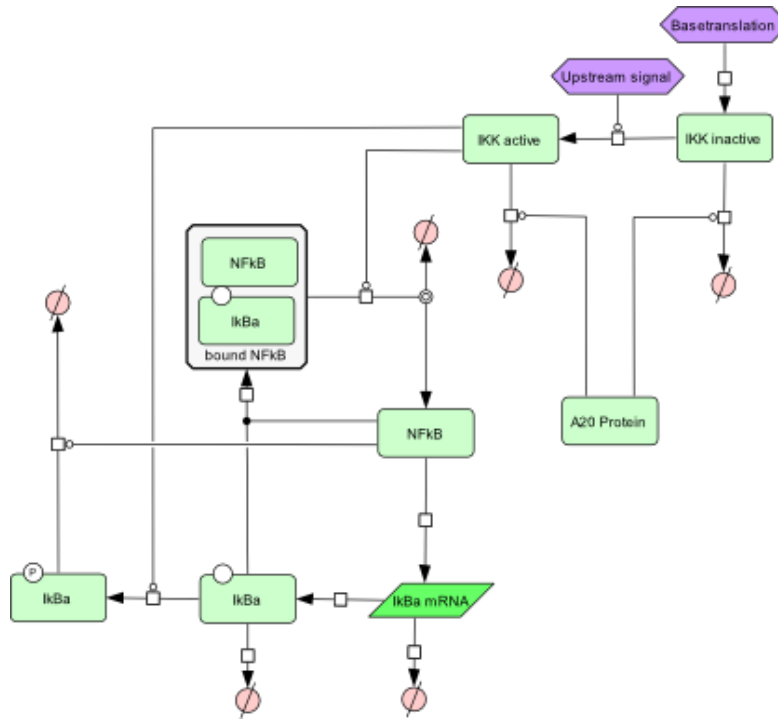 Basetranslation
Upstream signal
IKK active
IKK inactive
NFkB
IkBa
bound NFkB
A20 Protein
NFkB
P
IkBa
IkBa
IkBa mRNA